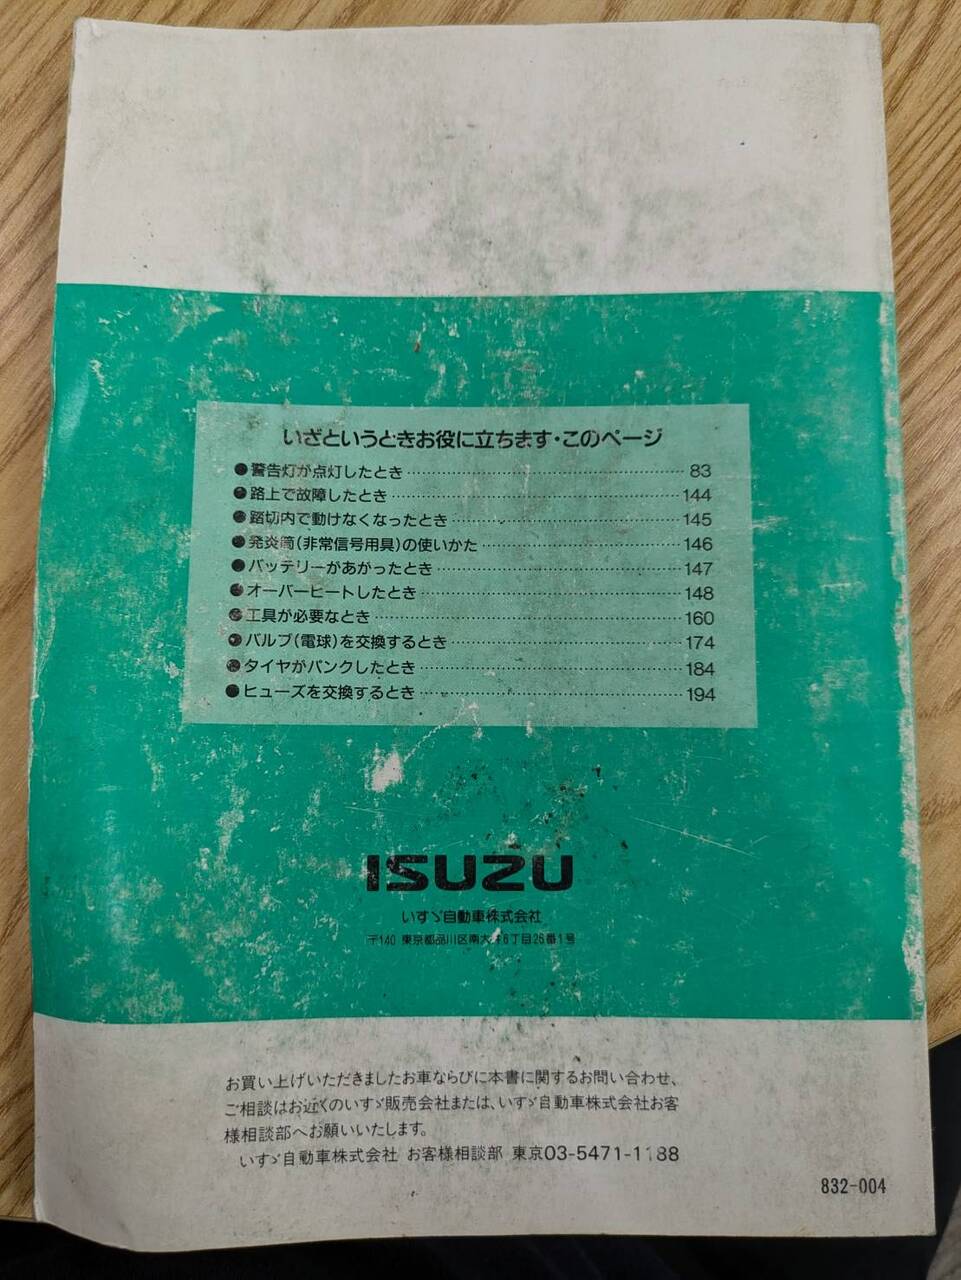 いざというときお役に立ちます・このページ
●警告灯が点灯したとき……………………………83
●路上で故障したとき……………………………144
●踏切内で動けなくなったとき……………………………145
●発炎筒(非常信号用具)の使いかた……………………………146
●バッテリーがあがったとき……………………………147
●オーバーヒートしたとき……………………………148
●工具が必要なとき……………………………160
●バルブ(電球)を交換するとき……………………………174
●タイヤがパンクしたとき……………………………184
●ヒューズを交換するとき……………………………194
ISUZU
いすゞ自動車株式会社
〒140 東京都品川区南大井6丁目26番1号
お買い上げいただきましたお車ならびに本書に関するお問い合わせ、
ご相談はお近くのいすゞ販売会社または、いすゞ自動車株式会社お客
様相談部へお願いいたします。
いすゞ自動車株式会社 お客様相談部 東京03-5471-1188
832-004